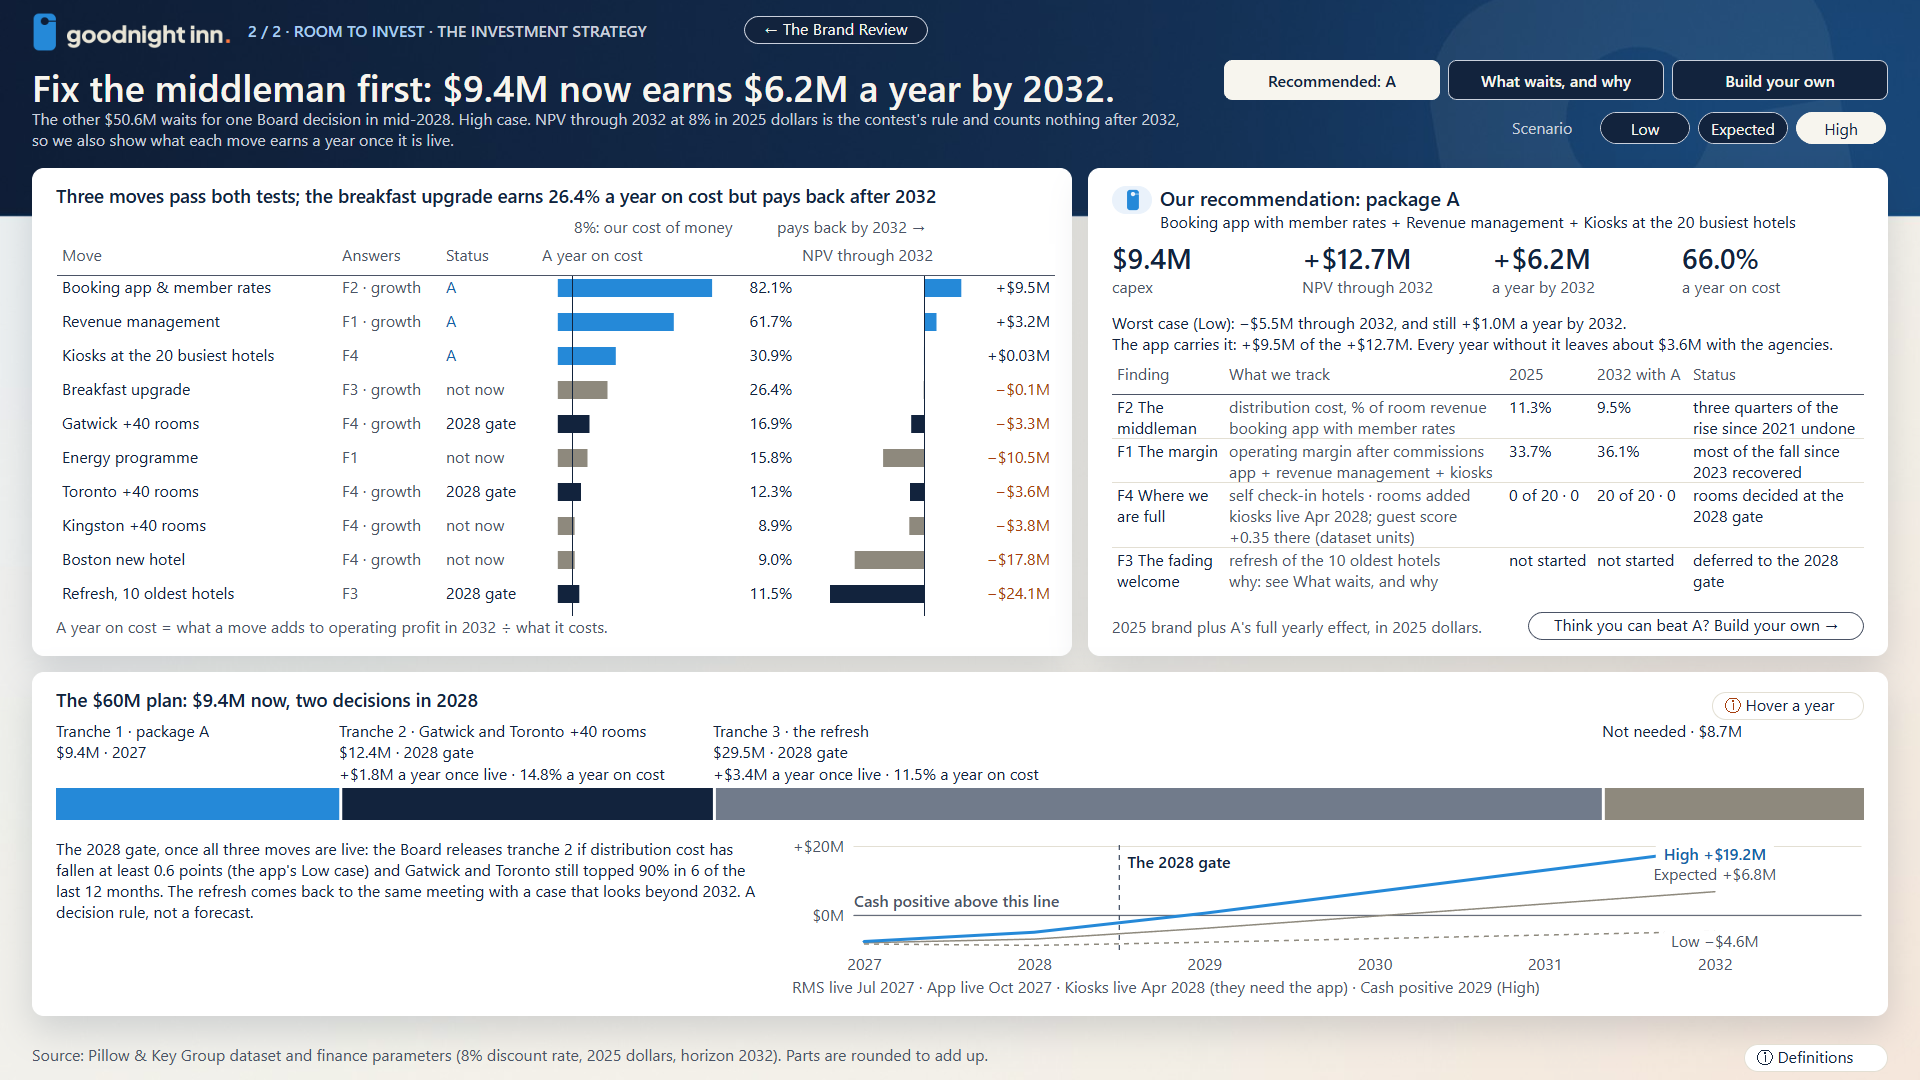 goodnight inn.
2 / 2 · ROOM TO INVEST · THE INVESTMENT STRATEGY
← The Brand Review
Fix the middleman first: $9.4M now earns $6.2M a year by 2032.
The other $50.6M waits for one Board decision in mid-2028. High case. NPV through 2032 at 8% in 2025 dollars is the contest's rule and counts nothing after 2032,
so we also show what each move earns a year once it is live.
Recommended: A
What waits, and why
Build your own
Scenario
Low
Expected
High
Three moves pass both tests; the breakfast upgrade earns 26.4% a year on cost but pays back after 2032
8%: our cost of money
pays back by 2032 →
Move Answers Status A year on cost NPV through 2032
Booking app & member rates F2 · growth A 82.1% +$9.5M
Revenue management F1 · growth A 61.7% +$3.2M
Kiosks at the 20 busiest hotels F4 A 30.9% +$0.03M
Breakfast upgrade F3 · growth not now 26.4% −$0.1M
Gatwick +40 rooms F4 · growth 2028 gate 16.9% −$3.3M
Energy programme F1 not now 15.8% −$10.5M
Toronto +40 rooms F4 · growth 2028 gate 12.3% −$3.6M
Kingston +40 rooms F4 · growth not now 8.9% −$3.8M
Boston new hotel F4 · growth not now 9.0% −$17.8M
Refresh, 10 oldest hotels F3 2028 gate 11.5% −$24.1M
A year on cost = what a move adds to operating profit in 2032 ÷ what it costs.
Our recommendation: package A
Booking app with member rates + Revenue management + Kiosks at the 20 busiest hotels
$9.4M +$12.7M +$6.2M 66.0%
capex NPV through 2032 a year by 2032 a year on cost
Worst case (Low): −$5.5M through 2032, and still +$1.0M a year by 2032.
The app carries it: +$9.5M of the +$12.7M. Every year without it leaves about $3.6M with the agencies.
Finding What we track 2025 2032 with A Status
F2 The distribution cost, % of room revenue 11.3% 9.5% three quarters of the
middleman booking app with member rates rise since 2021 undone
F1 The margin operating margin after commissions 33.7% 36.1% most of the fall since
app + revenue management + kiosks 2023 recovered
F4 Where we self check-in hotels · rooms added 0 of 20 · 0 20 of 20 · 0 rooms decided at the
are full kiosks live Apr 2028; guest score 2028 gate
+0.35 there (dataset units)
F3 The fading refresh of the 10 oldest hotels not started not started deferred to the 2028
welcome why: see What waits, and why gate
2025 brand plus A's full yearly effect, in 2025 dollars.
Think you can beat A? Build your own →
The $60M plan: $9.4M now, two decisions in 2028
ⓘ Hover a year
Tranche 1 · package A
$9.4M · 2027
Tranche 2 · Gatwick and Toronto +40 rooms
$12.4M · 2028 gate
+$1.8M a year once live · 14.8% a year on cost
Tranche 3 · the refresh
$29.5M · 2028 gate
+$3.4M a year once live · 11.5% a year on cost
Not needed · $8.7M
The 2028 gate, once all three moves are live: the Board releases tranche 2 if distribution cost has
fallen at least 0.6 points (the app's Low case) and Gatwick and Toronto still topped 90% in 6 of the
last 12 months. The refresh comes back to the same meeting with a case that looks beyond 2032. A
decision rule, not a forecast.
+$20M
The 2028 gate
High +$19.2M
Expected +$6.8M
Cash positive above this line
$0M
Low −$4.6M
2027 2028 2029 2030 2031 2032
RMS live Jul 2027 · App live Oct 2027 · Kiosks live Apr 2028 (they need the app) · Cash positive 2029 (High)
Source: Pillow & Key Group dataset and finance parameters (8% discount rate, 2025 dollars, horizon 2032). Parts are rounded to add up.
ⓘ Definitions